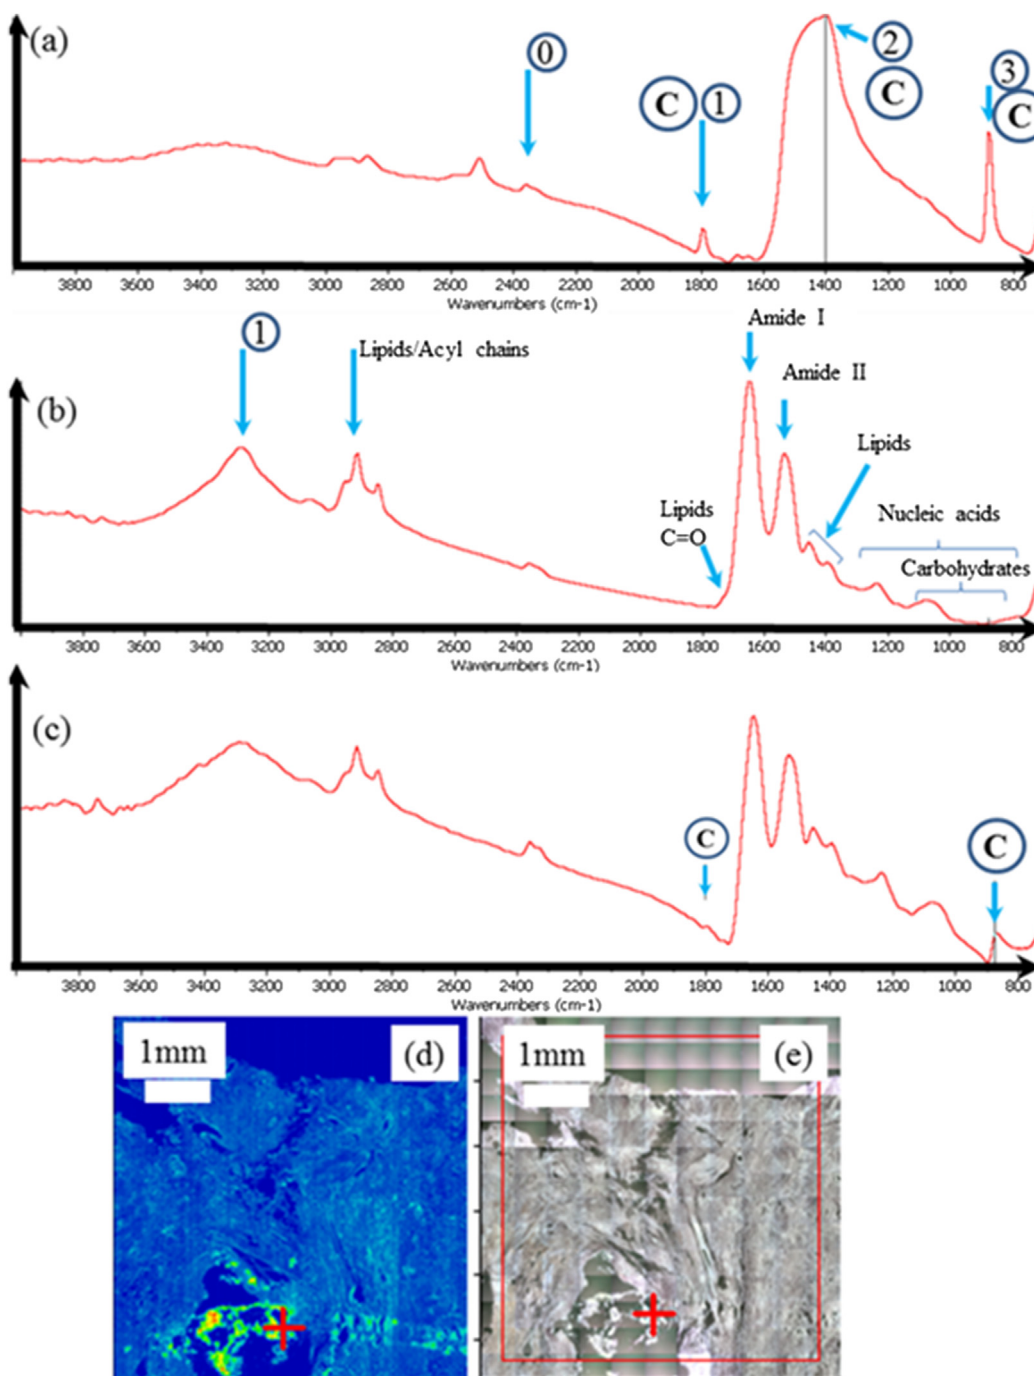 (a)
0
C 1
2
C
3
C
3800 3600 3400 3200 3000 2800 2600 2400 2200 2000 1800 1600 1400 1200 1000 800
Wavenumbers (cm-1)
(b)
1
Lipids/Acyl chains
Amide I
Amide II
Lipids
Lipids
C=O
Nucleic acids
Carbohydrates
3800 3600 3400 3200 3000 2800 2600 2400 2200 2000 1800 1600 1400 1200 1000 800
Wavenumbers (cm-1)
(c)
C
C
3800 3600 3400 3200 3000 2800 2600 2400 2200 2000 1800 1600 1400 1200 1000 800
Wavenumbers (cm-1)
1mm
(d)
1mm
(e)